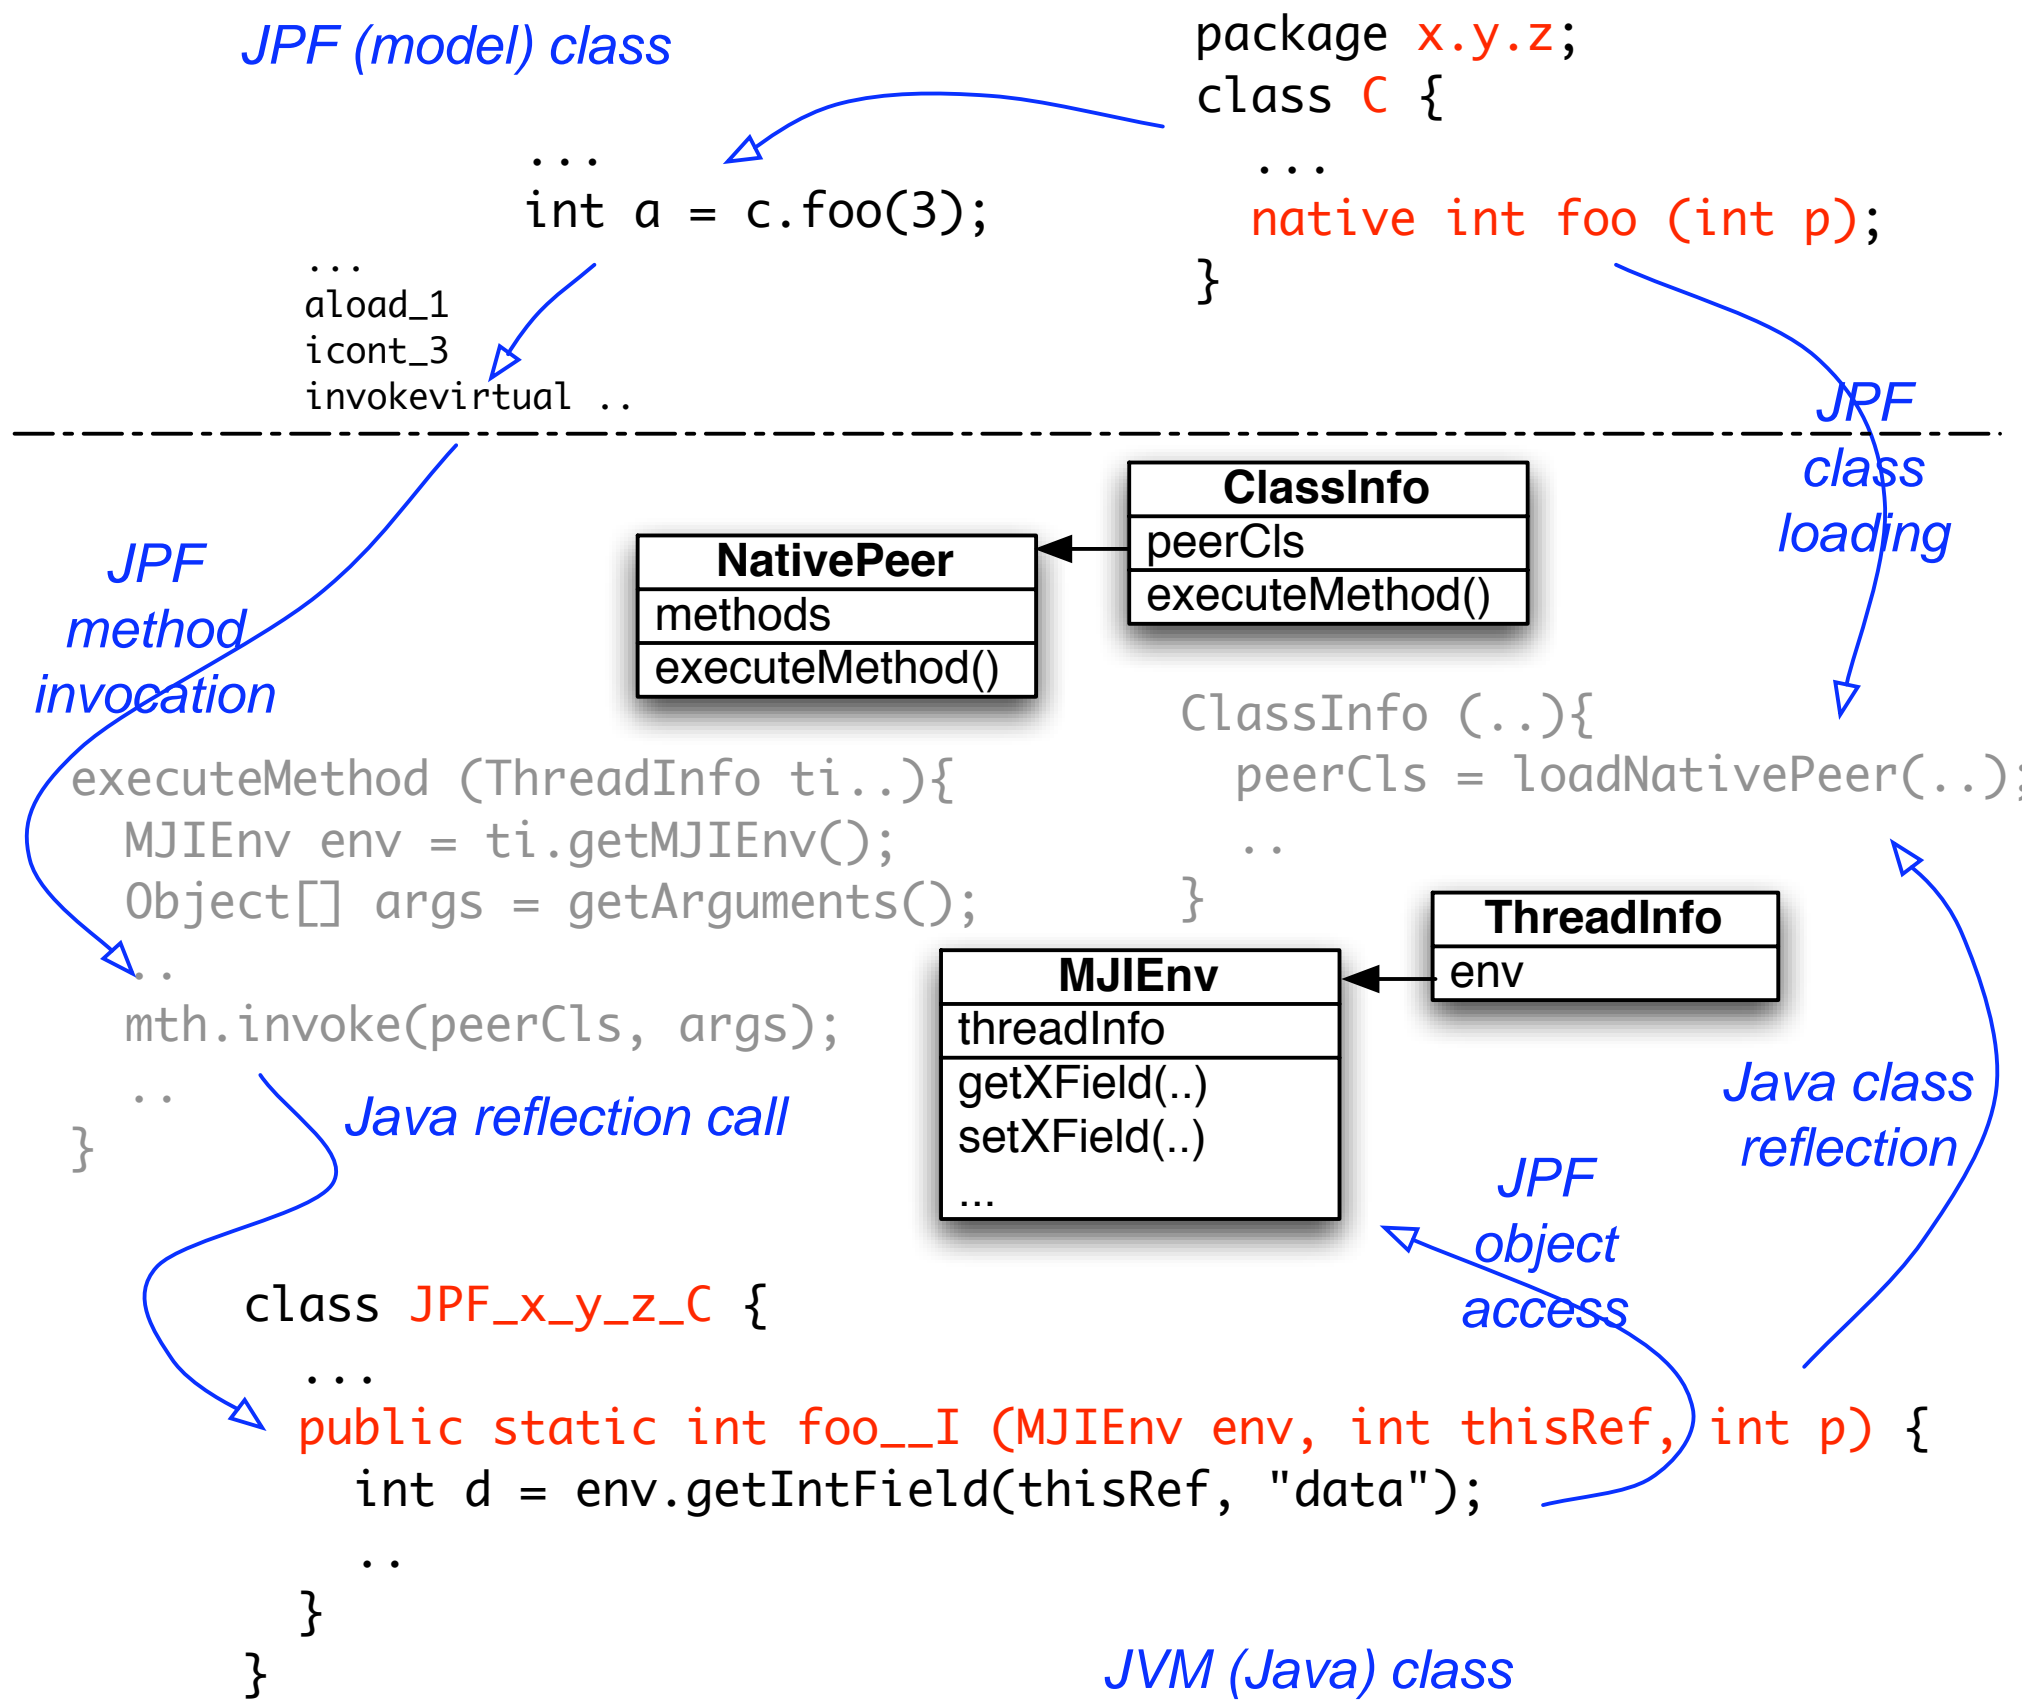 JPF (model) class
package x.y.z;
class C {
...
native int foo (int p);
}
...
int a = c.foo(3);
...
aload_1
icont_3
invokevirtual ..
JPF
class
loading
JPF
method
invocation
ClassInfo
peerCls
executeMethod()
NativePeer
methods
executeMethod()
ClassInfo (..){
peerCls = loadNativePeer(..);
..
}
executeMethod (ThreadInfo ti..){
MJIEnv env = ti.getMJIEnv();
Object[] args = getArguments();
..
mth.invoke(peerCls, args);
..
}
ThreadInfo
env
MJIEnv
threadInfo
getXField(..)
setXField(..)
...
Java reflection call
Java class
reflection
JPF
object
access
class JPF_x_y_z_C {
...
public static int foo__I (MJIEnv env, int thisRef, int p) {
int d = env.getIntField(thisRef, "data");
..
}
}
JVM (Java) class